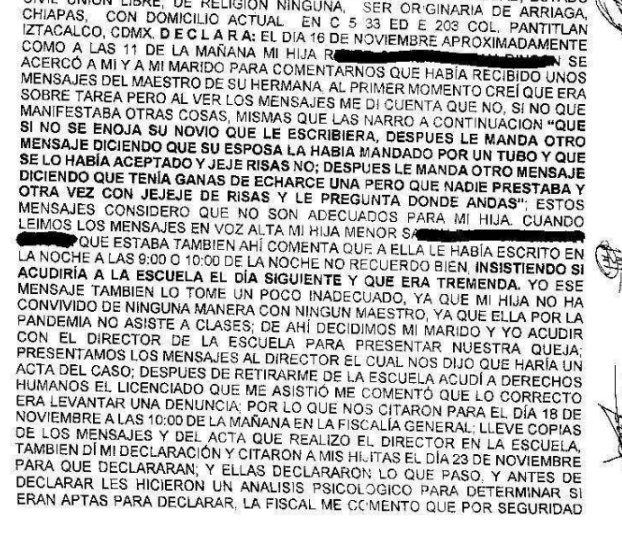 CIVIL UNION LIBRE, DE RELIGION NINGUNA, SER ORIGINARIA DE ARRIAGA,
CHIAPAS, CON DOMICILIO ACTUAL EN C 5 33 ED E 203 COL. PANTITLAN
IZTACALCO, CDMX. DECLARA: EL DIA 16 DE NOVIEMBRE APROXIMADAMENTE
COMO A LAS 11 DE LA MAÑANA MI HIJA R SE
ACERCÓ A MI Y A MI MARIDO PARA COMENTARNOS QUE HABÍA RECIBIDO UNOS
MENSAJES DEL MAESTRO DE SU HERMANA, AL PRIMER MOMENTO CREÍ QUE ERA
SOBRE TAREA PERO AL VER LOS MENSAJES ME DI CUENTA QUE NO, SI NO QUE
MANIFESTABA OTRAS COSAS, MISMAS QUE LAS NARRO A CONTINUACION "QUE
SI NO SE ENOJA SU NOVIO QUE LE ESCRIBIERA, DESPUES LE MANDA OTRO
MENSAJE DICIENDO QUE SU ESPOSA LA HABIA MANDADO POR UN TUBO Y QUE
SE LO HABÍA ACEPTADO Y JEJE RISAS NO; DESPUES LE MANDA OTRO MENSAJE
DICIENDO QUE TENÍA GANAS DE ECHARCE UNA PERO QUE NADIE PRESTABA Y
OTRA VEZ CON JEJEJE DE RISAS Y LE PREGUNTA DONDE ANDAS"; ESTOS
MENSAJES CONSIDERO QUE NO SON ADECUADOS PARA MI HIJA. CUANDO
LEIMOS LOS MENSAJES EN VOZ ALTA MI HIJA MENOR SA
QUE ESTABA TAMBIEN AHÍ COMENTA QUE A ELLA LE HABÍA ESCRITO EN
LA NOCHE A LAS 9:00 O 10:00 DE LA NOCHE NO RECUERDO BIEN, INSISTIENDO SI
ACUDIRÍA A LA ESCUELA EL DÍA SIGUIENTE Y QUE ERA TREMENDA. YO ESE
MENSAJE TAMBIEN LO TOME UN POCO INADECUADO, YA QUE MI HIJA NO HA
CONVIVIDO DE NINGUNA MANERA CON NINGUN MAESTRO, YA QUE ELLA POR LA
PANDEMIA NO ASISTE A CLASES; DE AHÍ DECIDIMOS MI MARIDO Y YO ACUDIR
CON EL DIRECTOR DE LA ESCUELA PARA PRESENTAR NUESTRA QUEJA;
PRESENTAMOS LOS MENSAJES AL DIRECTOR EL CUAL NOS DIJO QUE HARÍA UN
ACTA DEL CASO; DESPUES DE RETIRARME DE LA ESCUELA ACUDÍ A DERECHOS
HUMANOS EL LICENCIADO QUE ME ASISTIÓ ME COMENTÓ QUE LO CORRECTO
ERA LEVANTAR UNA DENUNCIA; POR LO QUE NOS CITARON PARA EL DÍA 18 DE
NOVIEMBRE A LAS 10:00 DE LA MAÑANA EN LA FISCALÍA GENERAL; LLEVE COPIAS
DE LOS MENSAJES Y DEL ACTA QUE REALIZO EL DIRECTOR EN LA ESCUELA,
TAMBIEN DÍ MI DECLARACIÓN Y CITARON A MIS HIJITAS EL DIA 23 DE NOVIEMBRE
PARA QUE DECLARARAN; Y ELLAS DECLARARON LO QUE PASO, Y ANTES DE
DECLARAR LES HICIERON UN ANALISIS PSICOLOGICO PARA DETERMINAR SI
ERAN APTAS PARA DECLARAR, LA FISCAL ME COMENTO QUE POR SEGURIDAD